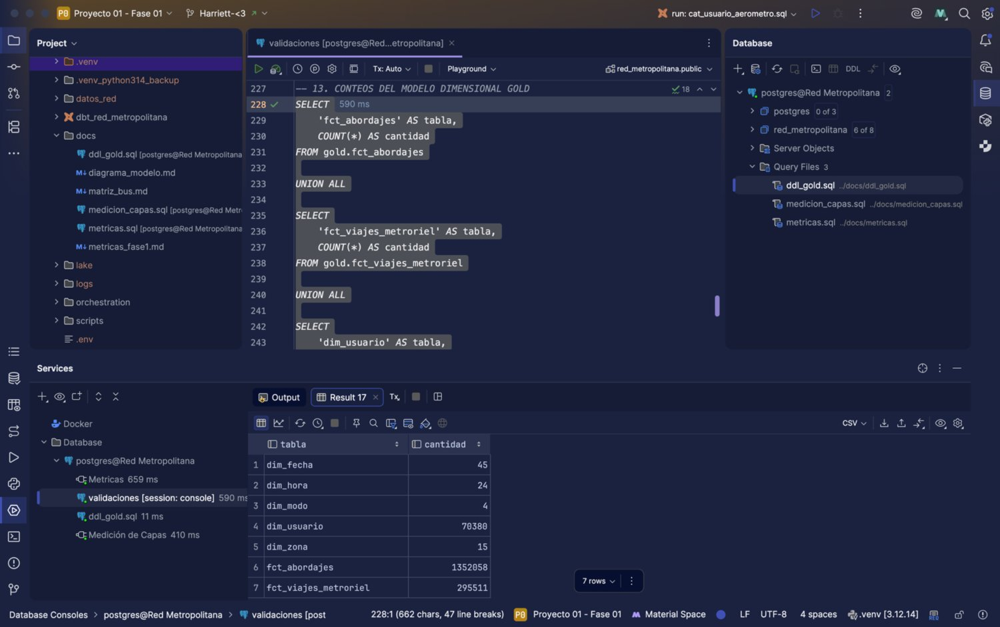 P0 Proyecto 01 - Fase 01 Harriett-<3
run: cat_usuario_aerometro.sql
Project
.venv
.venv_python314_backup
datos_red
dbt_red_metropolitana
docs
ddl_gold.sql [postgres@Red Metropolitana
diagrama_modelo.md
matriz_bus.md
medicion_capas.sql [postgres@Red Metr
metricas.sql [postgres@Red Metropolitana
metricas_fase1.md
lake
logs
orchestration
scripts
.env
validaciones [postgres@Red...etropolitana]
Tx: Auto Playground red_metropolitana.public
227 -- 13. CONTEOS DEL MODELO DIMENSIONAL GOLD 18
228 SELECT 590 ms
229 'fct_abordajes' AS tabla,
230 COUNT(*) AS cantidad
231 FROM gold.fct_abordajes
232
233 UNION ALL
234
235 SELECT
236 'fct_viajes_metroriel' AS tabla,
237 COUNT(*) AS cantidad
238 FROM gold.fct_viajes_metroriel
239
240 UNION ALL
241
242 SELECT
243 'dim_usuario' AS tabla,
Database
DDL
postgres@Red Metropolitana 2
postgres 0 of 3
red_metropolitana 6 of 8
Server Objects
Query Files 3
ddl_gold.sql ../docs/ddl_gold.sql
medicion_capas.sql ../docs/medicion_capas.sql
metricas.sql ../docs/metricas.sql
Services
Docker
Database
postgres@Red Metropolitana
Metricas 659 ms
validaciones [session: console] 590 ms
ddl_gold.sql 11 ms
Medición de Capas 410 ms
Output Result 17 Tx
CSV
tabla cantidad
1 dim_fecha 45
2 dim_hora 24
3 dim_modo 4
4 dim_usuario 70380
5 dim_zona 15
6 fct_abordajes 1352058
7 fct_viajes_metroriel 295511
7 rows
Database Consoles > postgres@Red Metropolitana > validaciones [post
228:1 (662 chars, 47 line breaks) P0 Proyecto 01 - Fase 01 Material Space LF UTF-8 4 spaces .venv [3.12.14] REQ